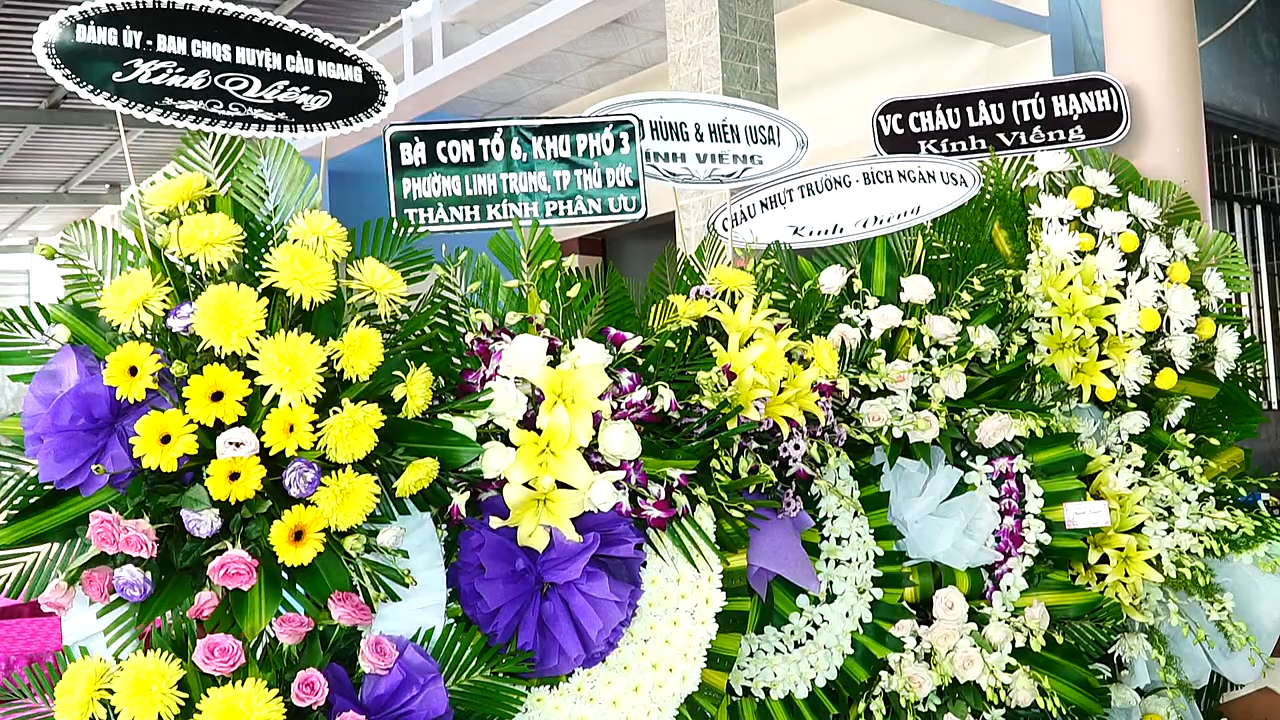 ĐẢNG ỦY - BAN CHQS HUYỆN CẦU NGANG
Kính Viếng
BÀ CON TỔ 6, KHU PHỐ 3
PHƯỜNG LINH TRUNG, TP THỦ ĐỨC
THÀNH KÍNH PHÂN ƯU
HÙNG & HIỀN (USA)
KÍNH VIẾNG
CHÁU NHỰT TRƯỜNG - BÍCH NGÂN USA
Kính Viếng
VC CHÁU LÂU (TÚ HẠNH)
Kính Viếng